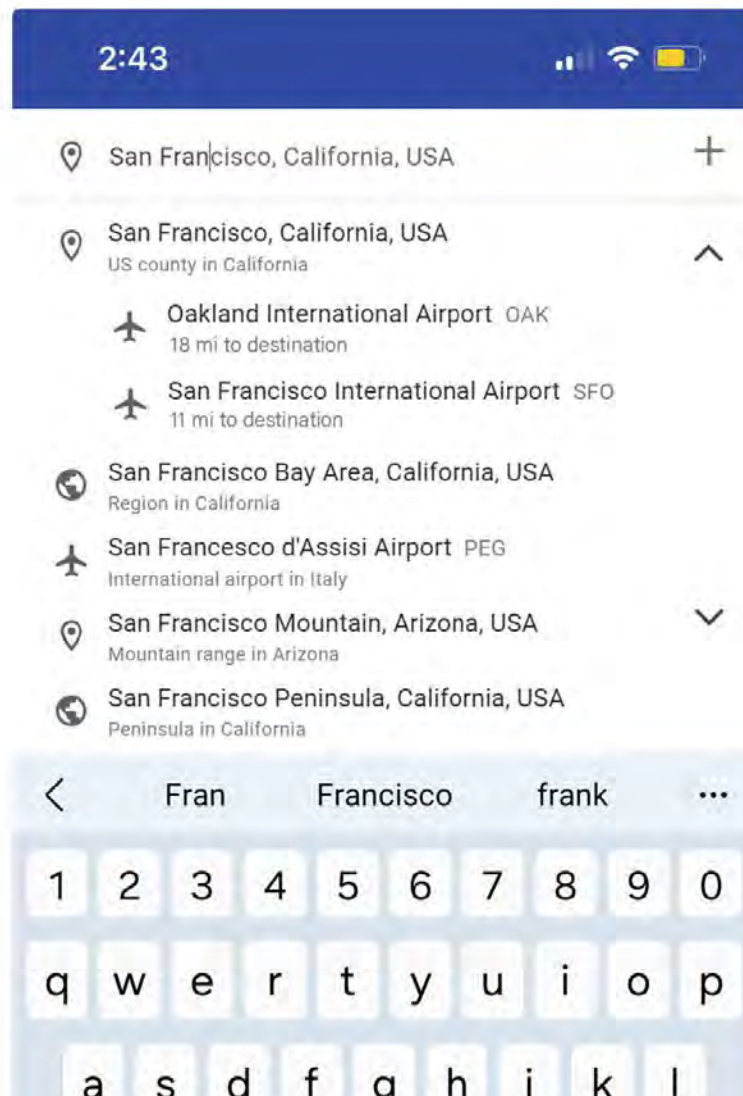 2:43
San Francisco, California, USA
San Francisco, California, USA
US county in California
Oakland International Airport OAK
18 mi to destination
San Francisco International Airport SFO
11 mi to destination
San Francisco Bay Area, California, USA
Region in California
San Francesco d'Assisi Airport PEG
International airport in Italy
San Francisco Mountain, Arizona, USA
Mountain range in Arizona
San Francisco Peninsula, California, USA
Peninsula in California
Fran Francisco frank ...
1 2 3 4 5 6 7 8 9 0
q w e r t y u i o p
a s d f g h j k l